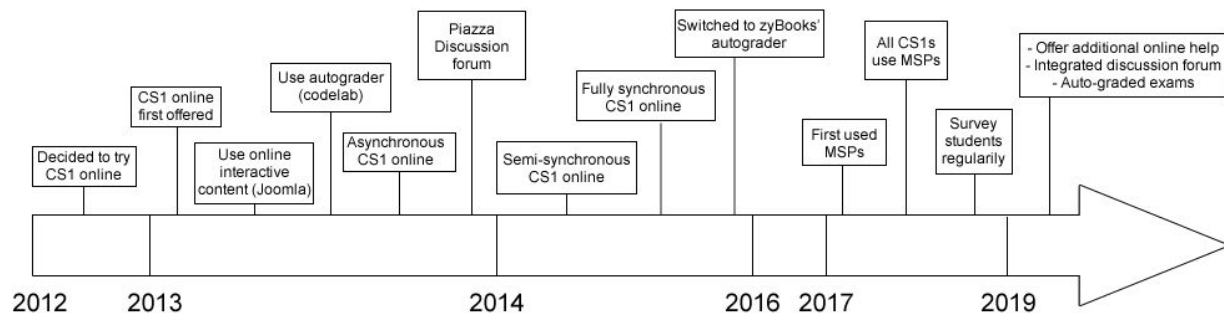 Decided to try
CS1 online
CS1 online
first offered
Use online
interactive
content (Joomla)
Use autograder
(codelab)
Asynchronous
CS1 online
Piazza
Discussion
forum
Semi-synchronous
CS1 online
Fully synchronous
CS1 online
Switched to zyBooks'
autograder
First used
MSPs
All CS1s
use MSPs
Survey
students
regularily
- Offer additional online help
- Integrated discussion forum
- Auto-graded exams
2012
2013
2014
2016
2017
2019